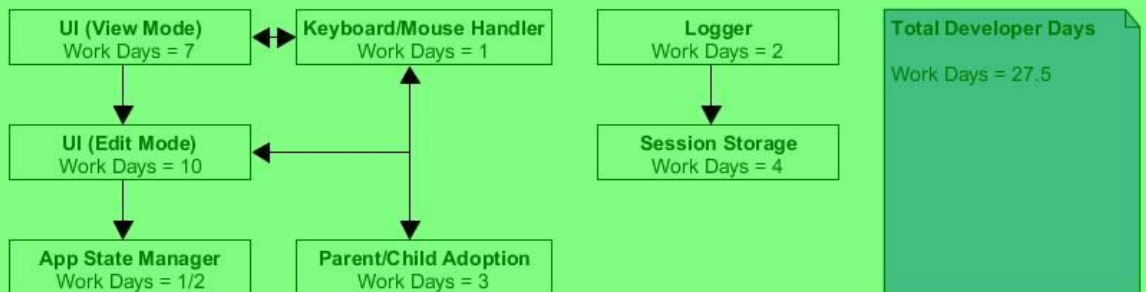 UI (View Mode)
Work Days = 7
Keyboard/Mouse Handler
Work Days = 1
Logger
Work Days = 2
Total Developer Days
Work Days = 27.5
UI (Edit Mode)
Work Days = 10
Session Storage
Work Days = 4
App State Manager
Work Days = 1/2
Parent/Child Adoption
Work Days = 3